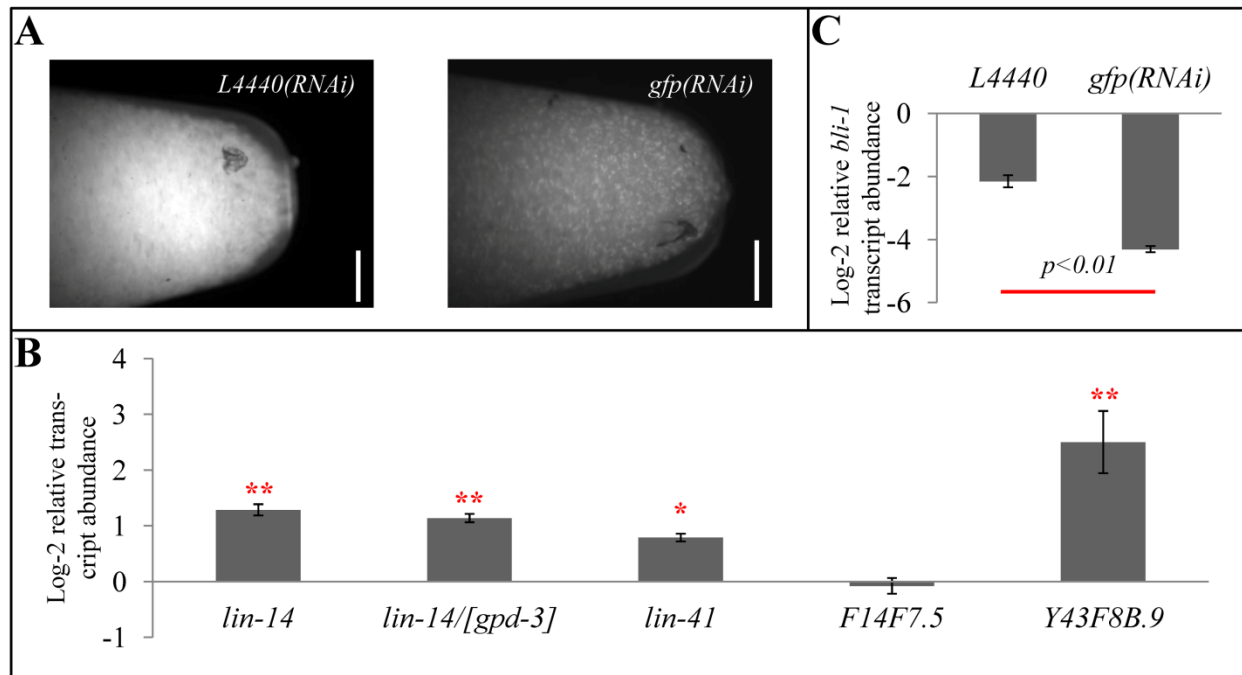 A
L4440(RNAi)
gfp(RNAi)
C
L4440
gfp(RNAi)
Log-2 relative bli-1
transcript abundance
0
-2
-4
-6
p<0.01
B
Log-2 relative trans-
cript abundance
4
3
2
1
0
-1
**
**
*
**
lin-14
lin-14/[gpd-3]
lin-41
F14F7.5
Y43F8B.9